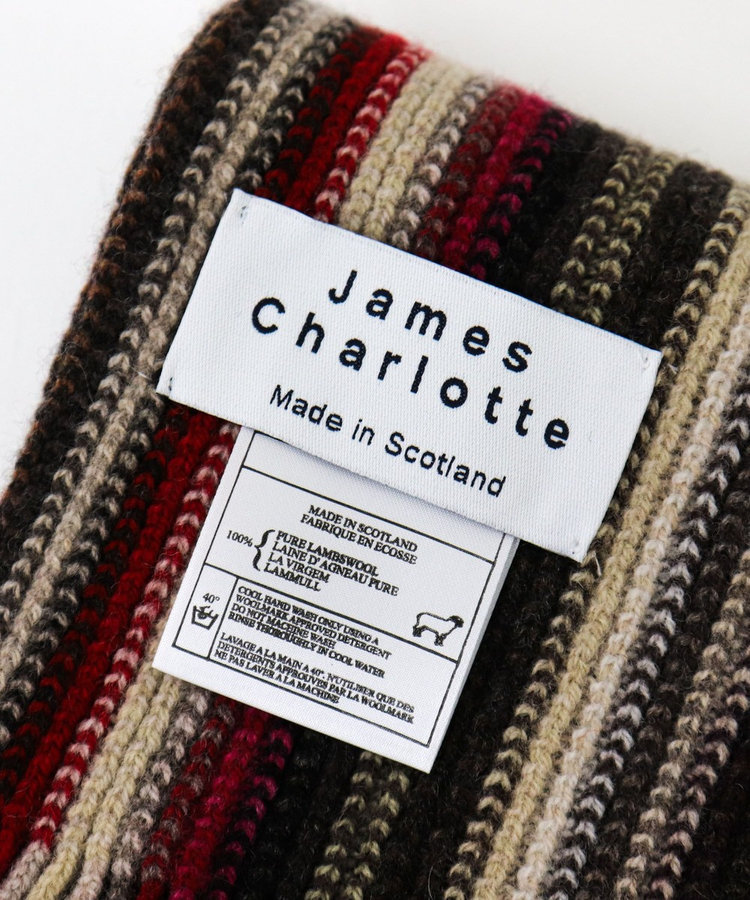 James
Charlotte
Made in Scotland
MADE IN SCOTLAND
FABRIQUE EN ECOSSE
100% { PURE LAMBSWOOL
LAINE D'AGNEAU PURE
LA VIRGEM
LAMMULL
40°
COOL HAND WASH ONLY USING A
WOOLMARK APPROVED DETERGENT
DO NOT MACHINE WASH
RINSE THOROUGHLY IN COOL WATER
LAVAGE A LA MAIN A 40°. N'UTILISER QUE DES
DETERGENTS APPROUVES PAR LA WOOLMARK
NE PAS LAVER A LA MACHINE